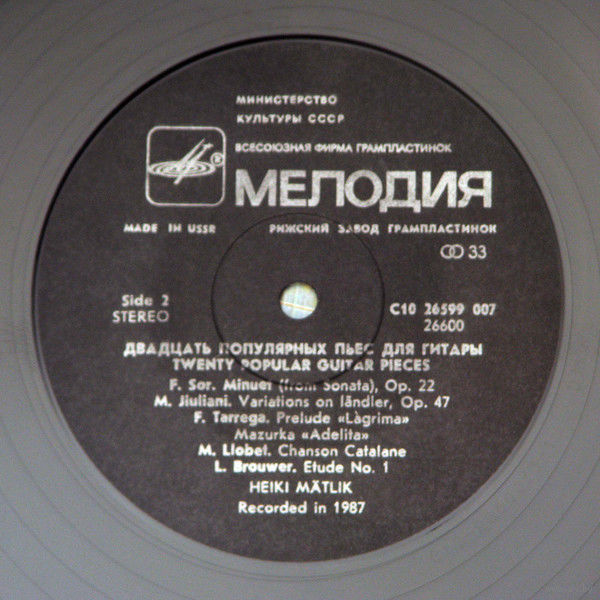 МИНИСТЕРСТВО
КУЛЬТУРЫ СССР
ВСЕСОЮЗНАЯ ФИРМА ГРАМПЛАСТИНОК
МЕЛОДИЯ
MADE IN USSR РИЖСКИЙ ЗАВОД ГРАМПЛАСТИНОК
33
Side 2 С10 26599 007
STEREO 26600
ДВАДЦАТЬ ПОПУЛЯРНЫХ ПЬЕС ДЛЯ ГИТАРЫ
TWENTY POPULAR GUITAR PIECES
F. Sor. Minuet (from Sonata), Op. 22
M. Jiuliani. Variations on ländler, Op. 47
F. Tarrega. Prelude «Làgrima»
Mazurka «Adelita»
M. Llobet. Chanson Catalane
L. Brouwer. Etude No. 1
HEIKI MÄTLIK
Recorded in 1987